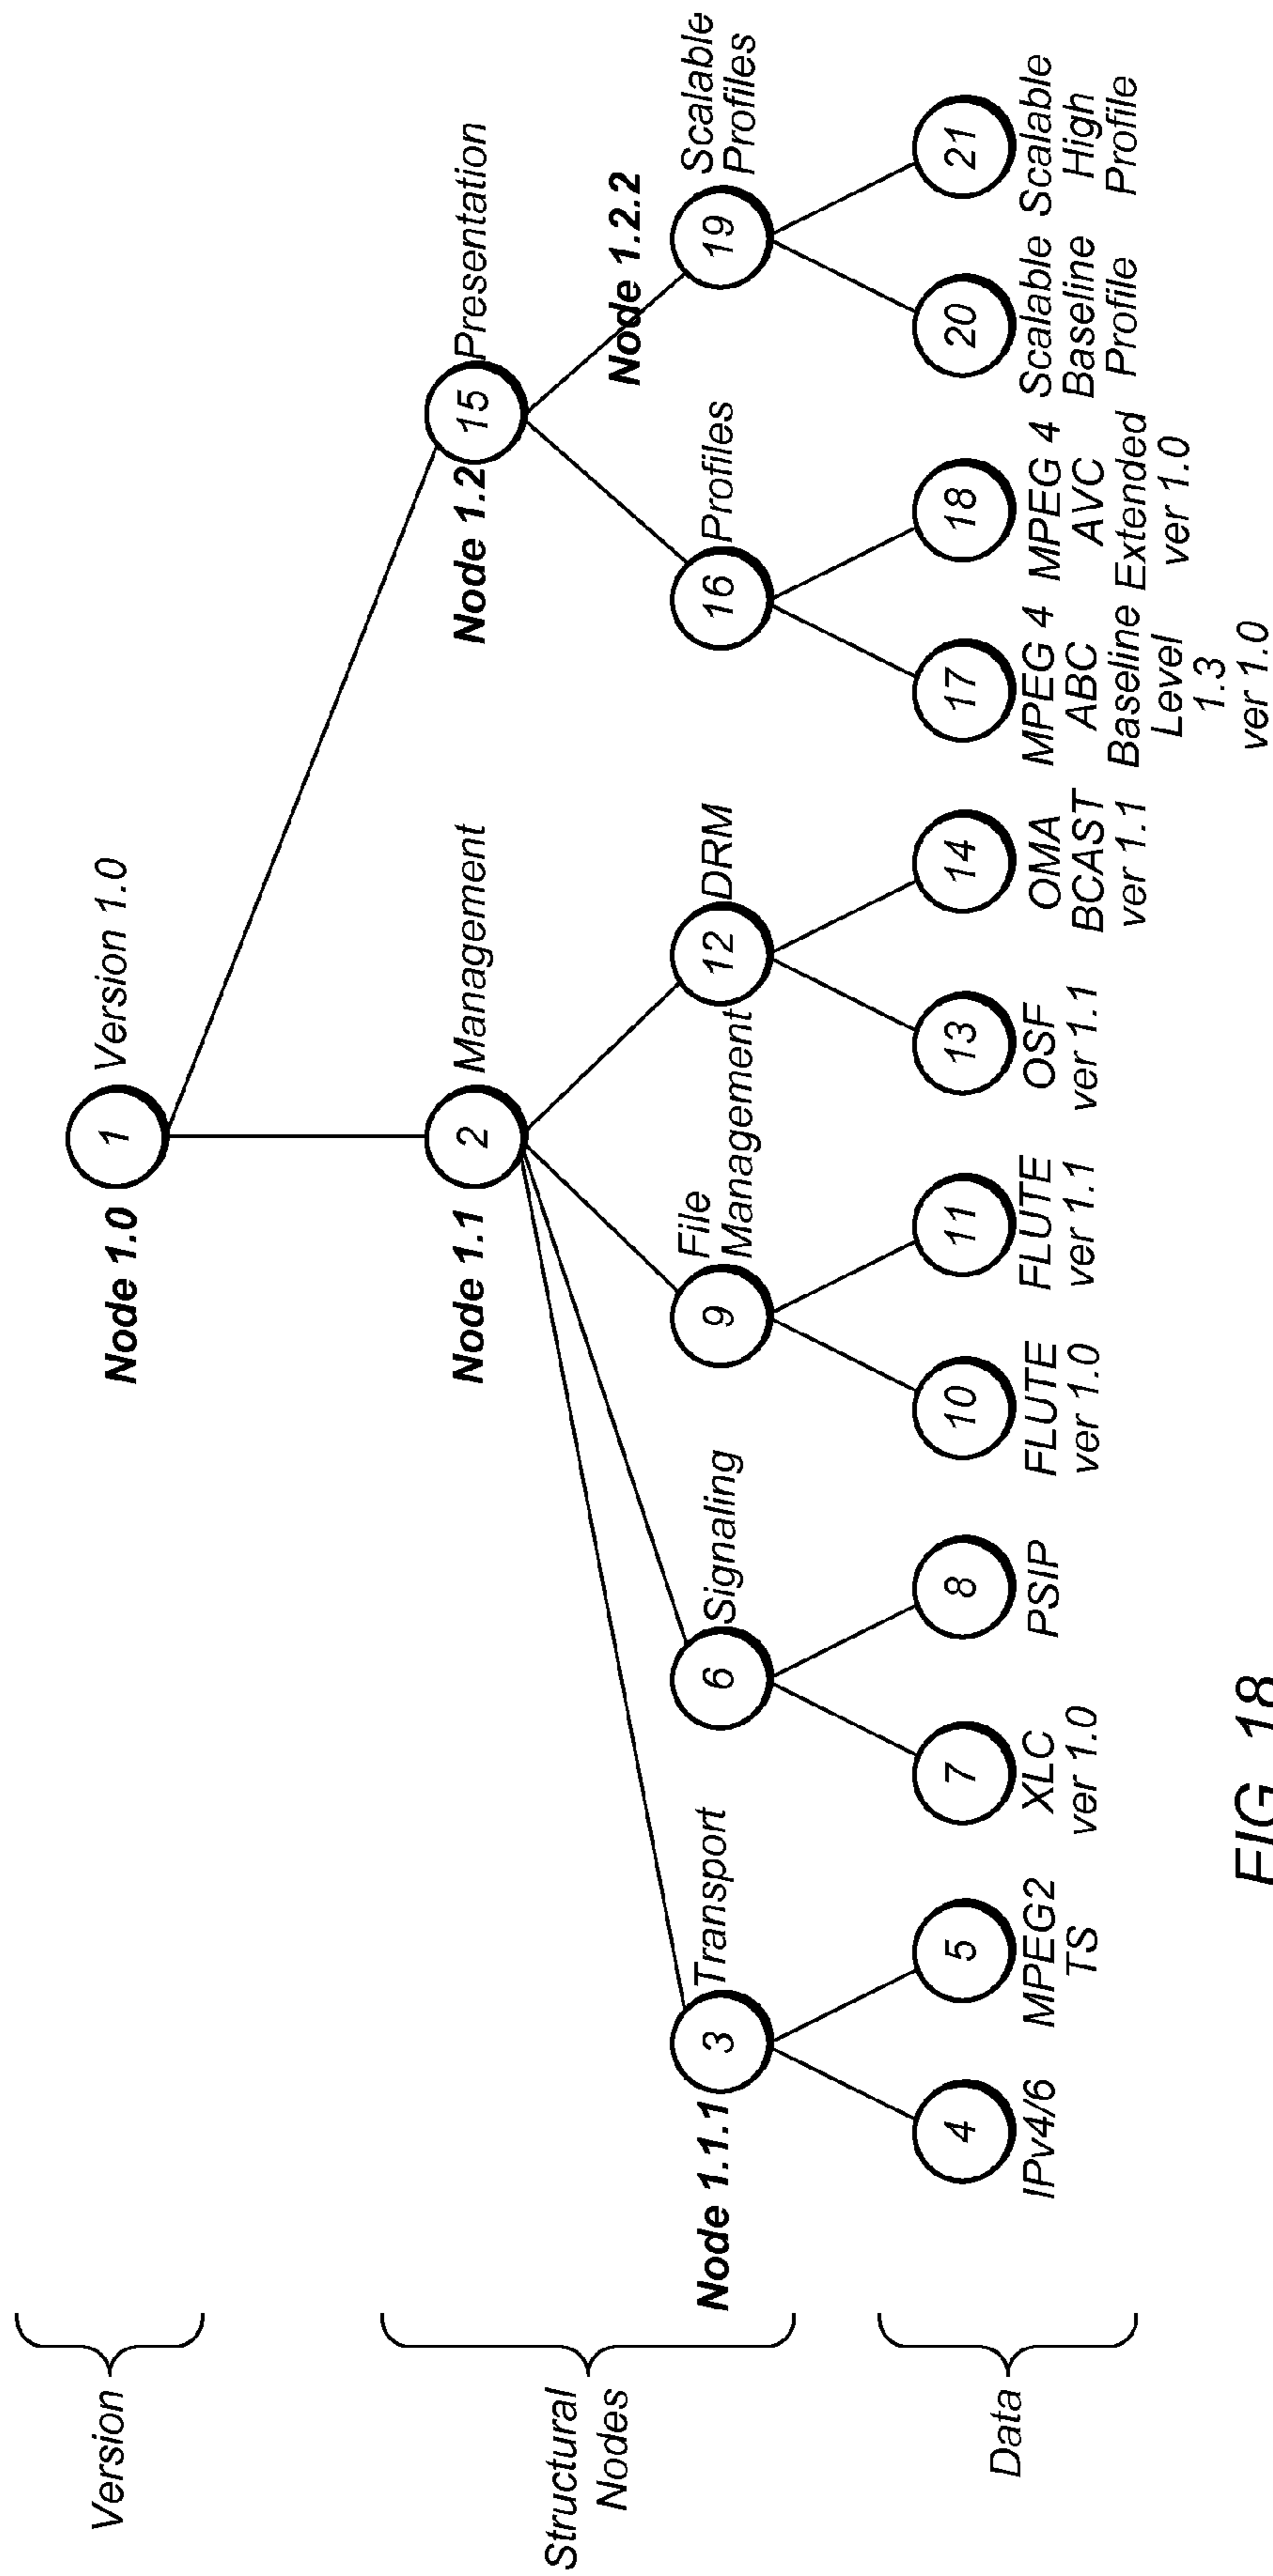 Version
Node 1.0
1
Version 1.0
Structural
Nodes
Node 1.1
2
Management
Node 1.2
15
Presentation
Node 1.1.1
3
Transport
6
Signaling
9
File
Management
12
DRM
16
Profiles
Node 1.2.2
19
Scalable
Profiles
Data
4
IPv4/6
5
MPEG2
TS
7
XLC
ver 1.0
8
PSIP
10
FLUTE
ver 1.0
11
FLUTE
ver 1.1
13
OSF
ver 1.1
14
OMA
BCAST
ver 1.1
17
MPEG 4
ABC
Baseline
Level
1.3
ver 1.0
18
MPEG 4
AVC
Extended
ver 1.0
20
Scalable
Baseline
Profile
21
Scalable
High
Profile
FIG. 18